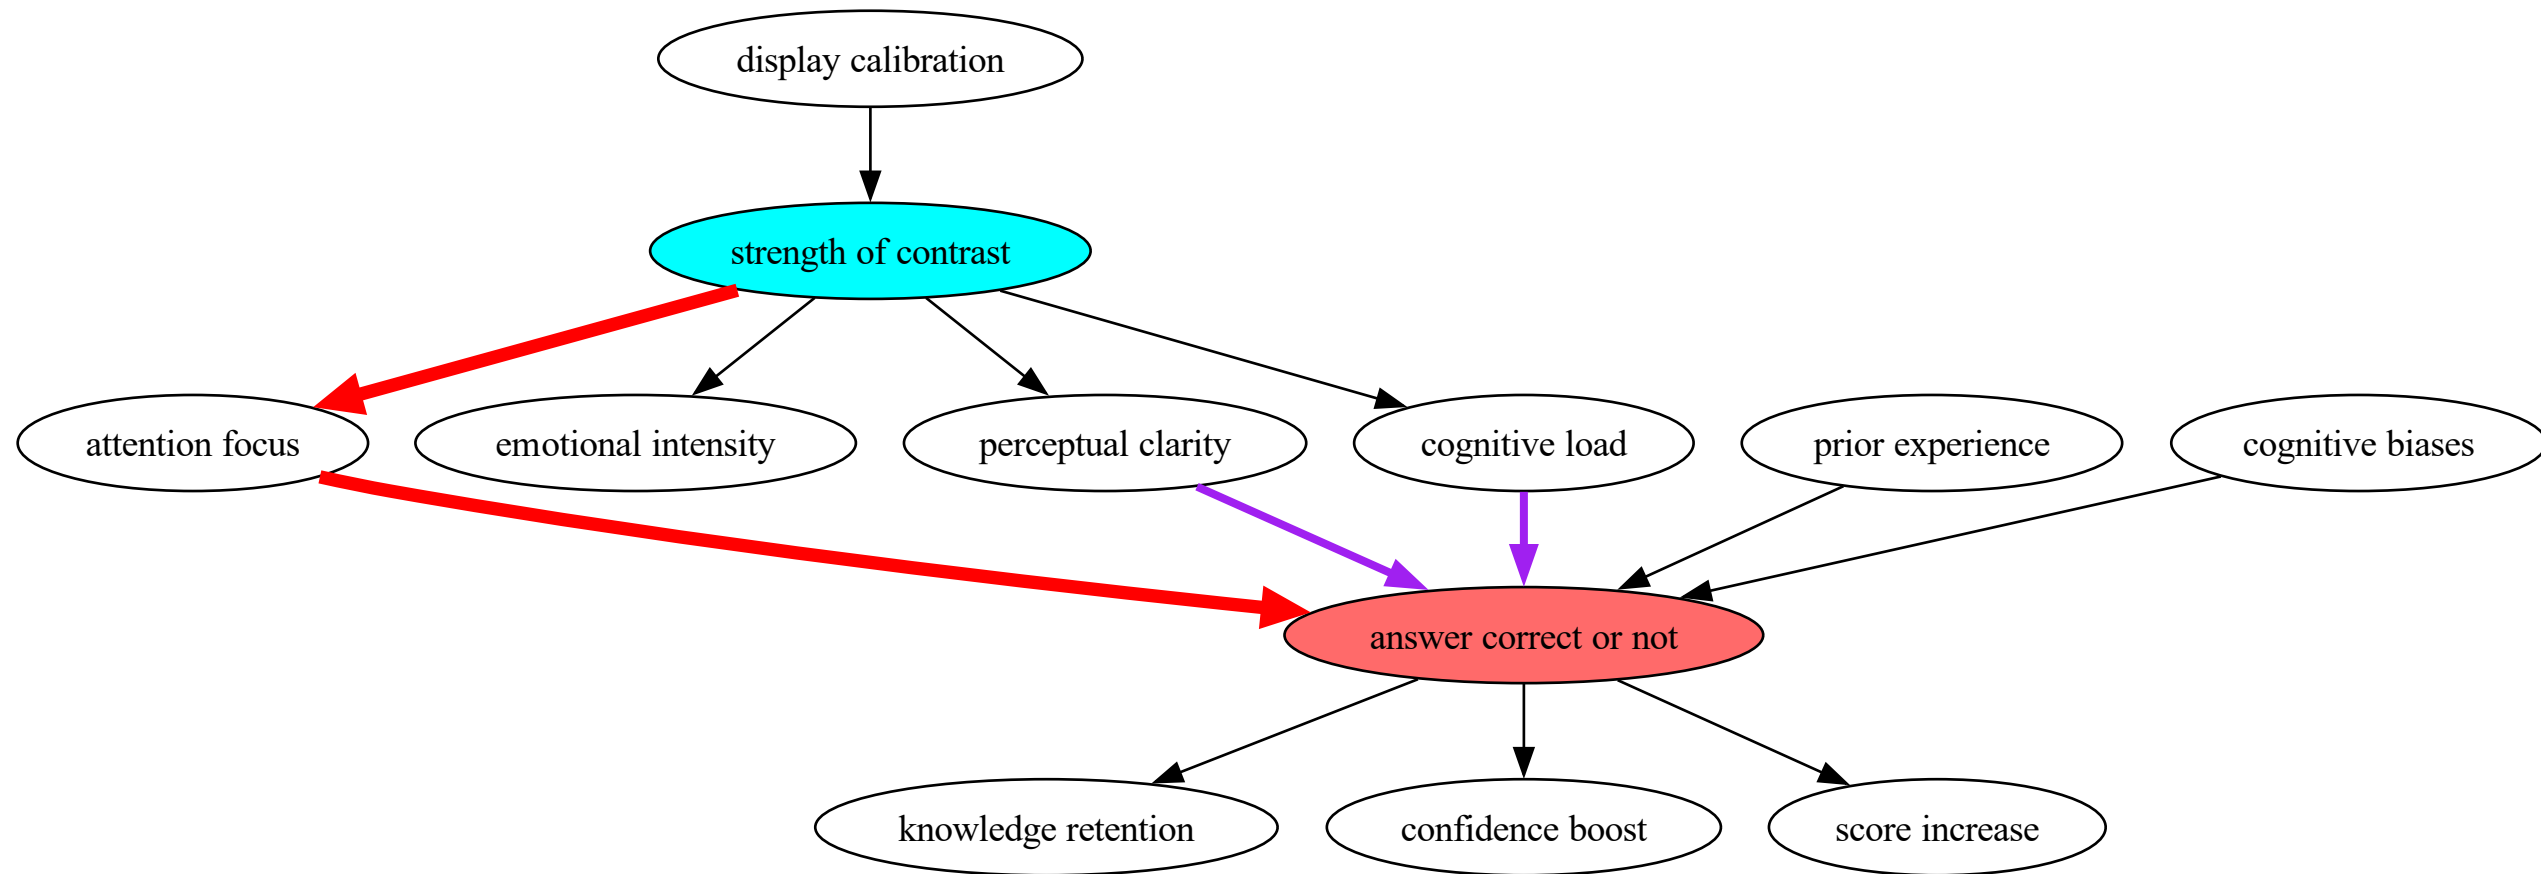 display calibration
strength of contrast
attention focus
emotional intensity
perceptual clarity
cognitive load
prior experience
cognitive biases
answer correct or not
knowledge retention
confidence boost
score increase